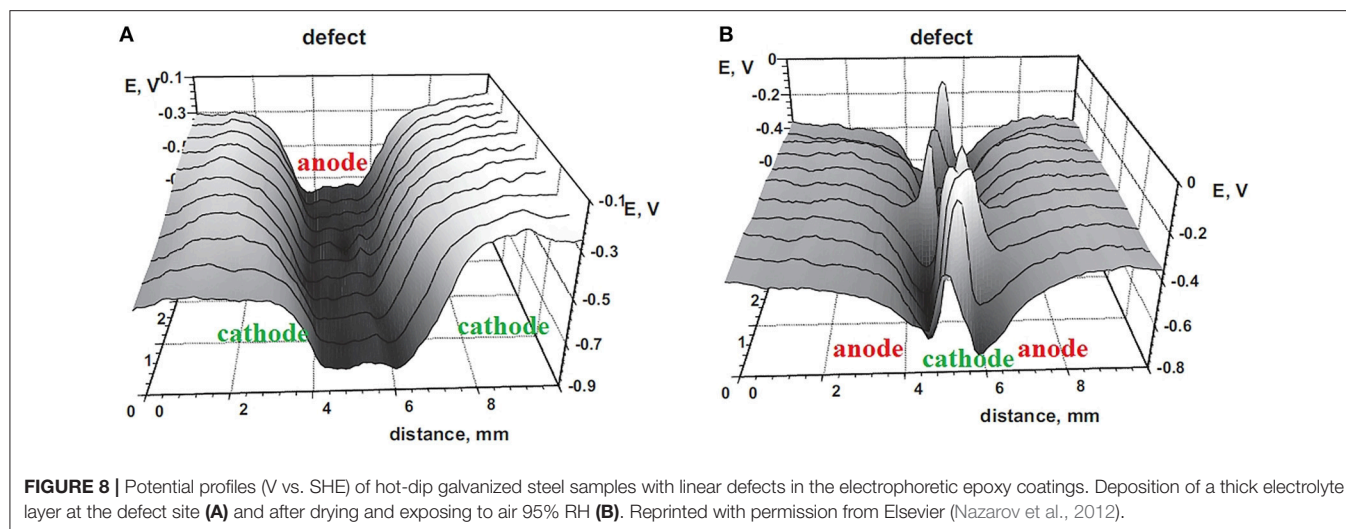 A
defect
E, V
0.1
-0.3
-0.
anode
-0.1
E, V
-0.3
-0.5
-0.7
-0.9
cathode
cathode
2
1
0
0
2
4
6
8
distance, mm
B
defect
E, V
0
-0.2
-0.4
anode
cathode
anode
0
E, V
-0.2
-0.4
-0.6
-0.8
2
1
0
0
2
4
6
8
distance, mm
FIGURE 8 | Potential profiles (V vs. SHE) of hot-dip galvanized steel samples with linear defects in the electrophoretic epoxy coatings. Deposition of a thick electrolyte
layer at the defect site (A) and after drying and exposing to air 95% RH (B). Reprinted with permission from Elsevier (Nazarov et al., 2012).